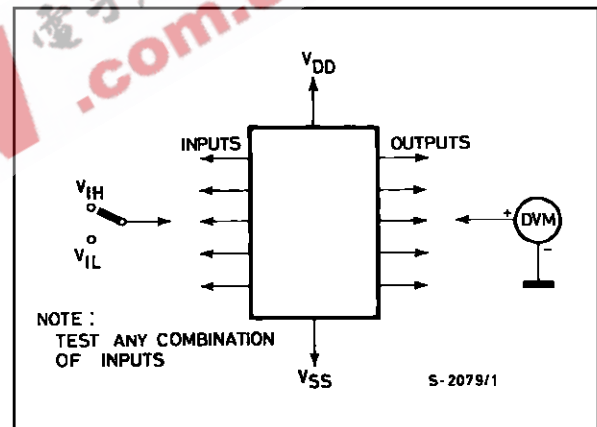 .com.
VDD
INPUTS
OUTPUTS
VIH
VIL
+ DVM
-
NOTE :
TEST ANY COMBINATION
OF INPUTS
VSS
S-2079/1